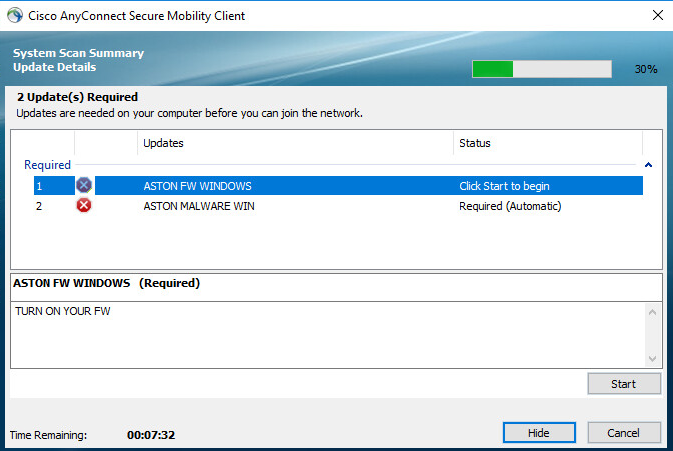 Cisco AnyConnect Secure Mobility Client
System Scan Summary
Update Details
30%
2 Update(s) Required
Updates are needed on your computer before you can join the network.
Updates Status
Required
1 ASTON FW WINDOWS Click Start to begin
2 ASTON MALWARE WIN Required (Automatic)
ASTON FW WINDOWS (Required)
TURN ON YOUR FW
Start
Time Remaining: 00:07:32 Hide Cancel